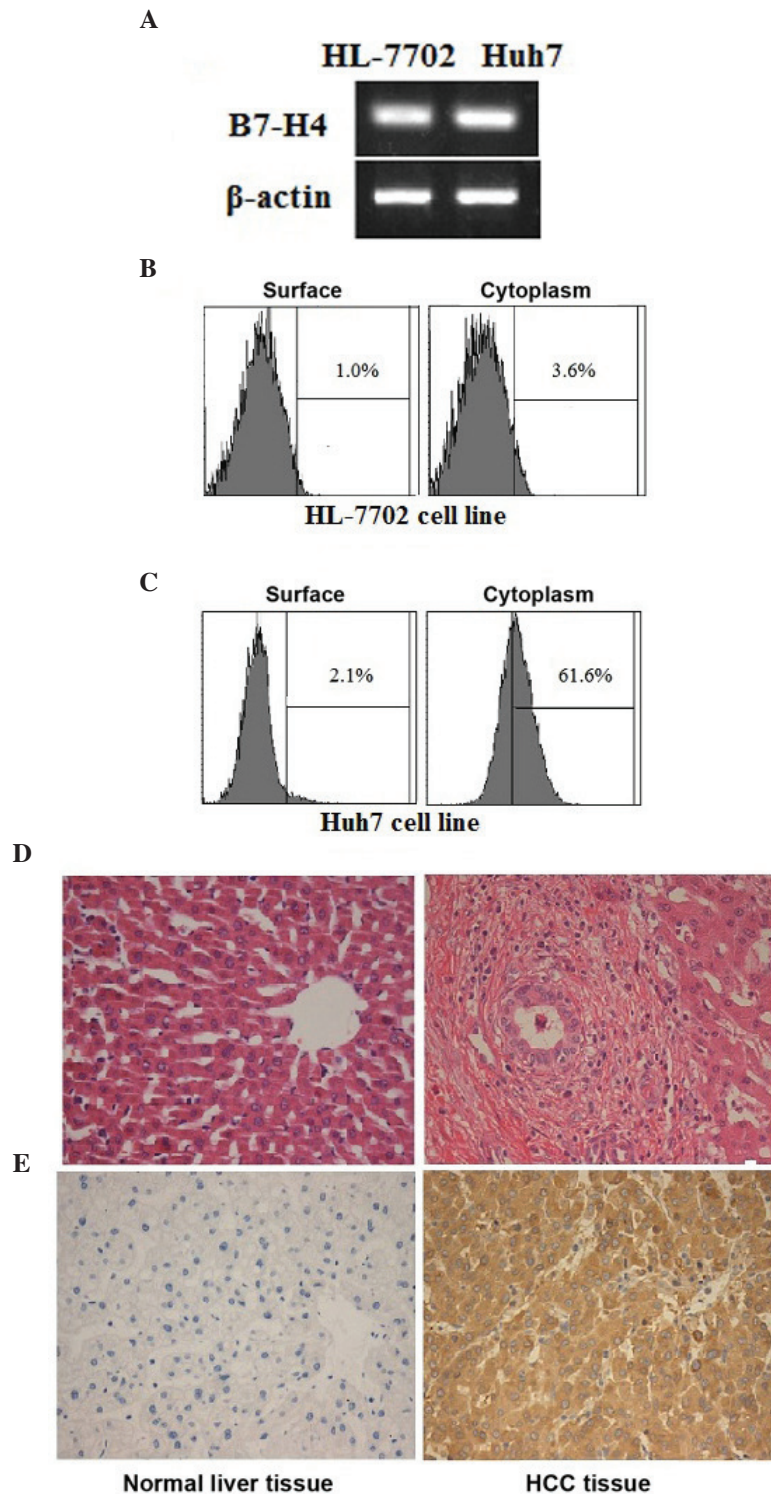 A
HL-7702 Huh7
B7-H4
β-actin
B
Surface Cytoplasm
1.0% 3.6%
HL-7702 cell line
C
Surface Cytoplasm
2.1% 61.6%
Huh7 cell line
D
E
Normal liver tissue HCC tissue